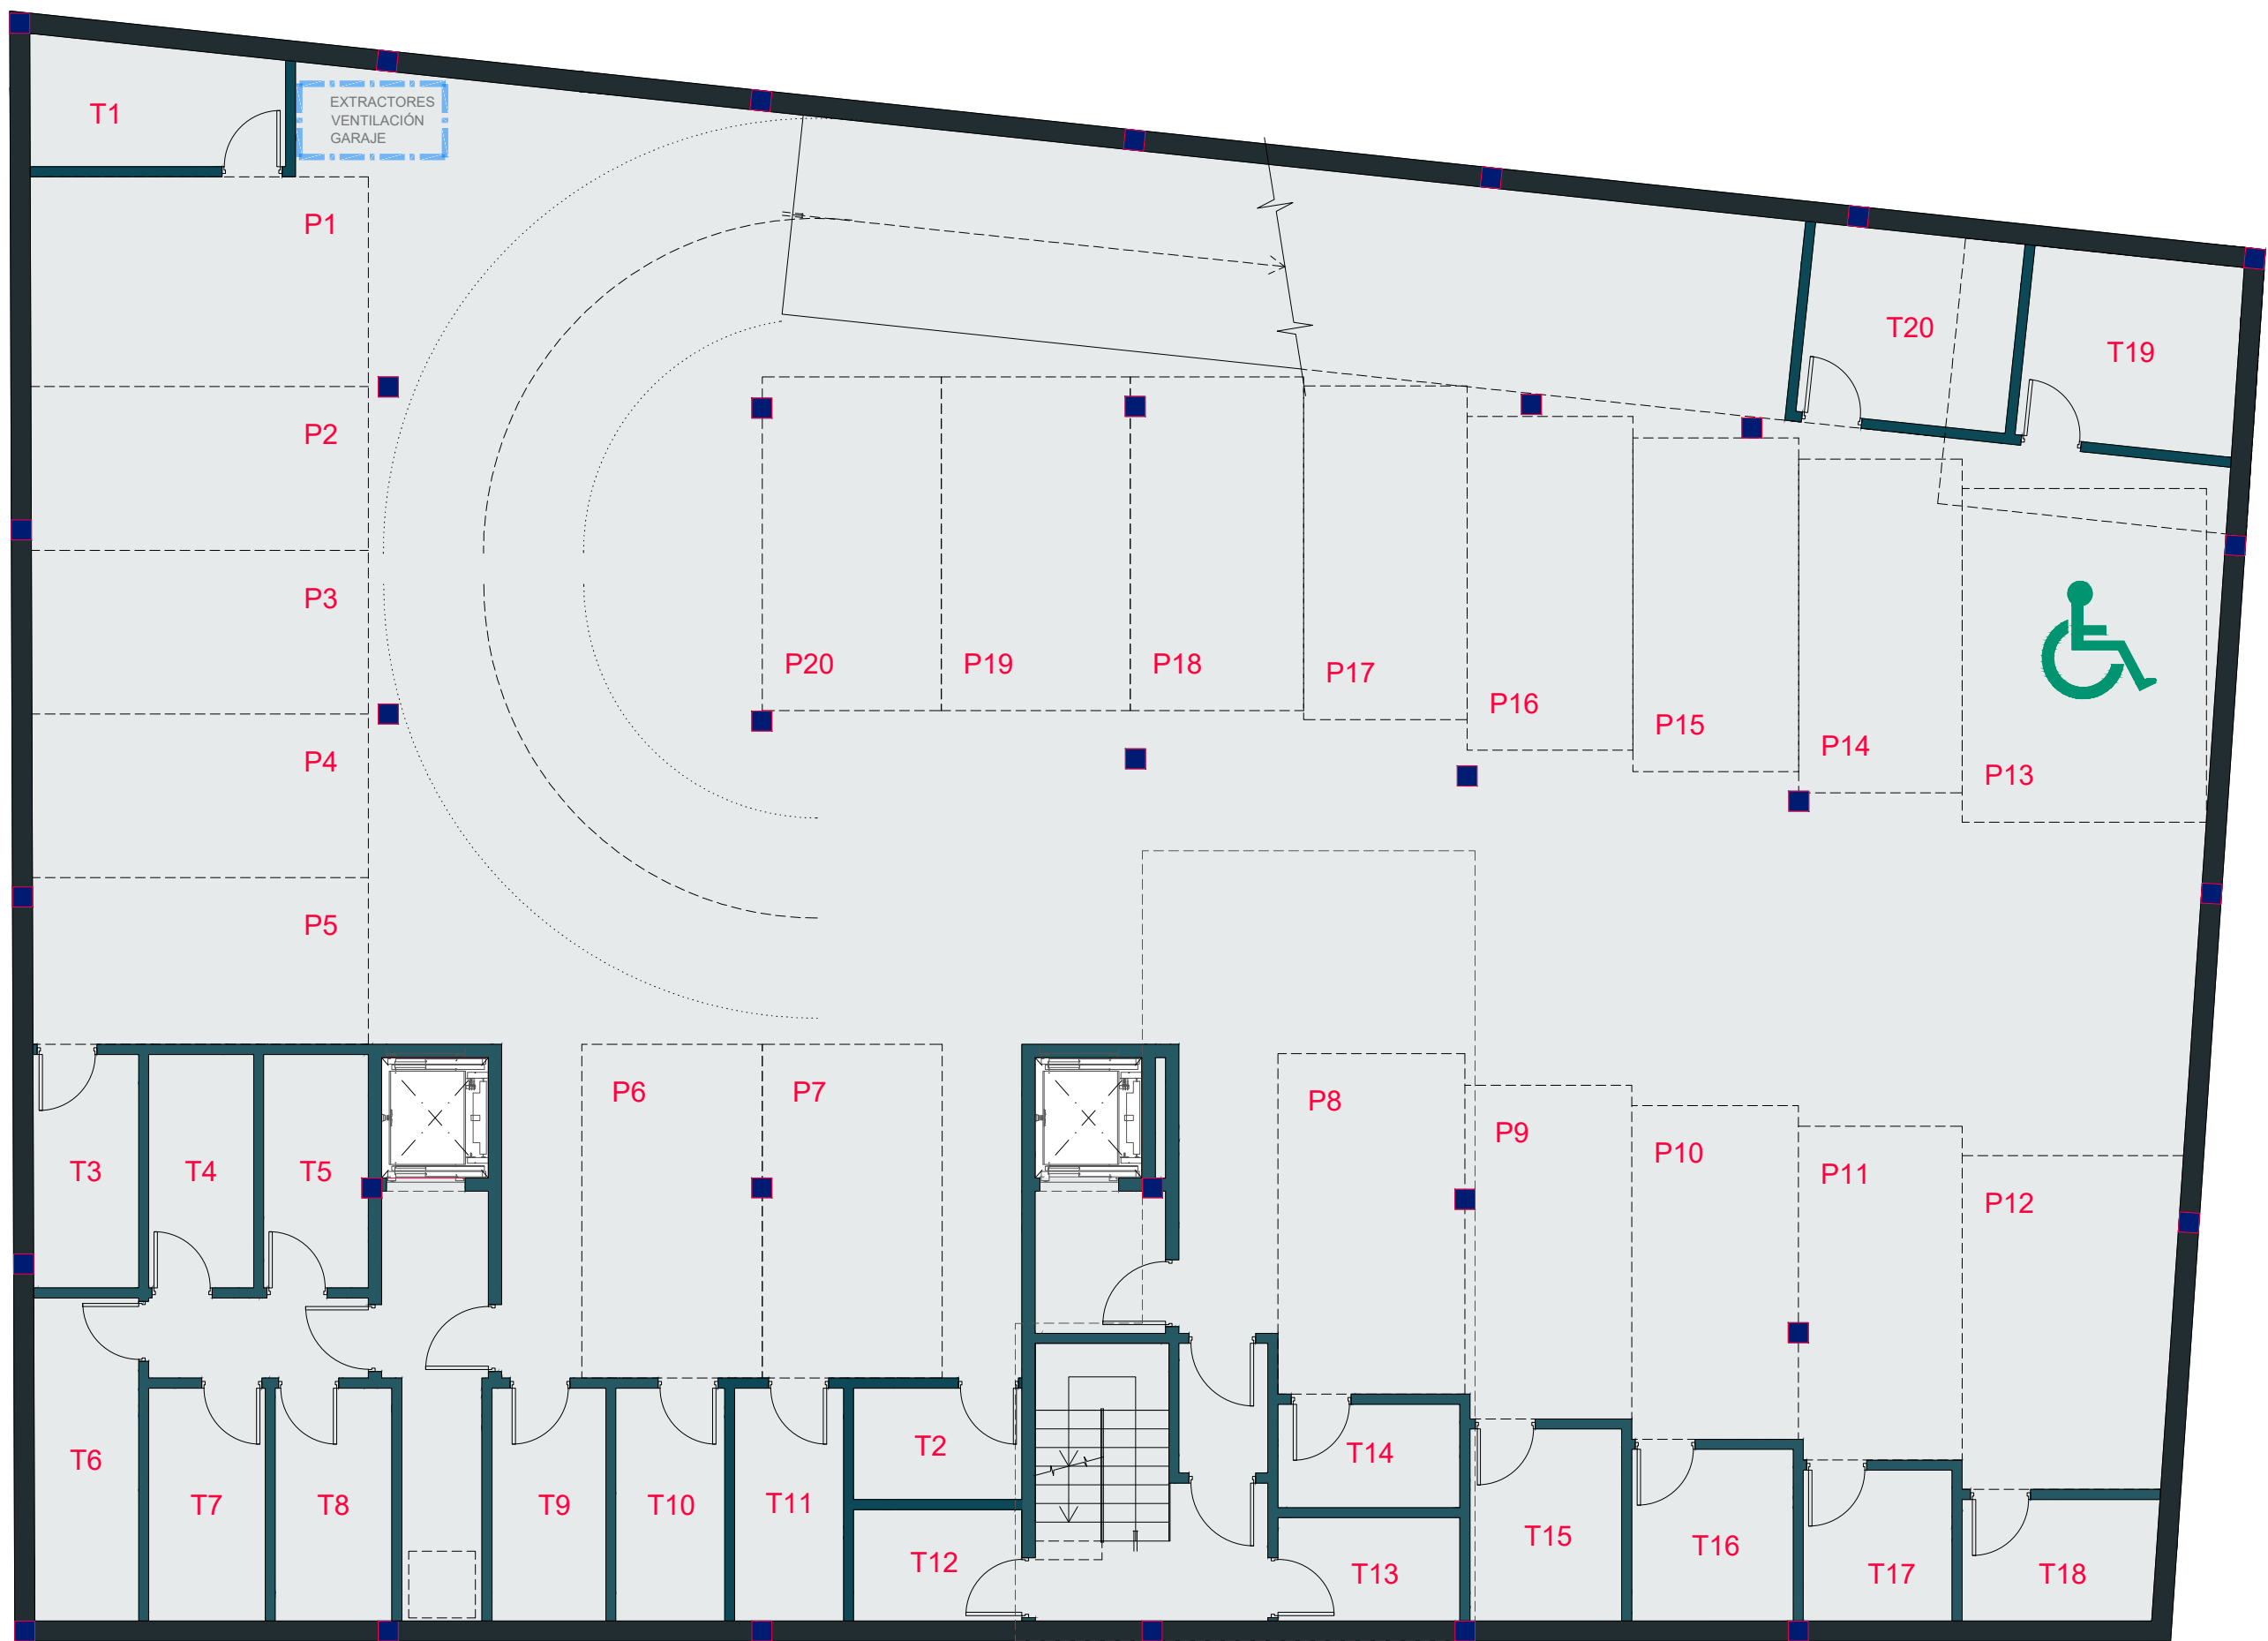 T1
EXTRACTORES
VENTILACIÓN
GARAJE
P1
T20
T19
P2
P3
P20
P19
P18
P17
P16
P15
P14
P13
P4
P5
P6
P7
P8
P9
P10
P11
P12
T3
T4
T5
T6
T7
T8
T9
T10
T11
T2
T12
T14
T13
T15
T16
T17
T18